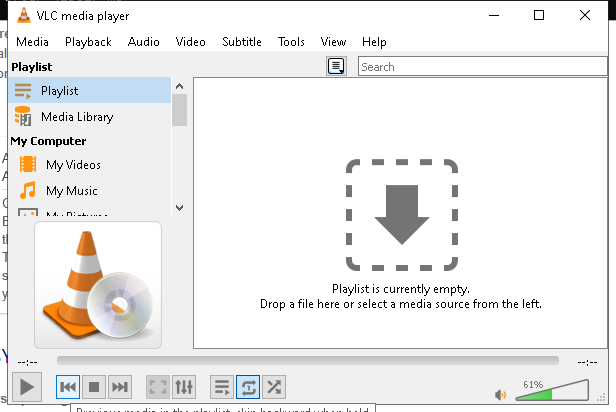 VLC media player
Media Playback Audio Video Subtitle Tools View Help
Playlist
Search
Playlist
Media Library
My Computer
My Videos
My Music
My Pictures
Playlist is currently empty.
Drop a file here or select a media source from the left.
--:-- --:--
61%
Previous media in the playlist, skip backward when held